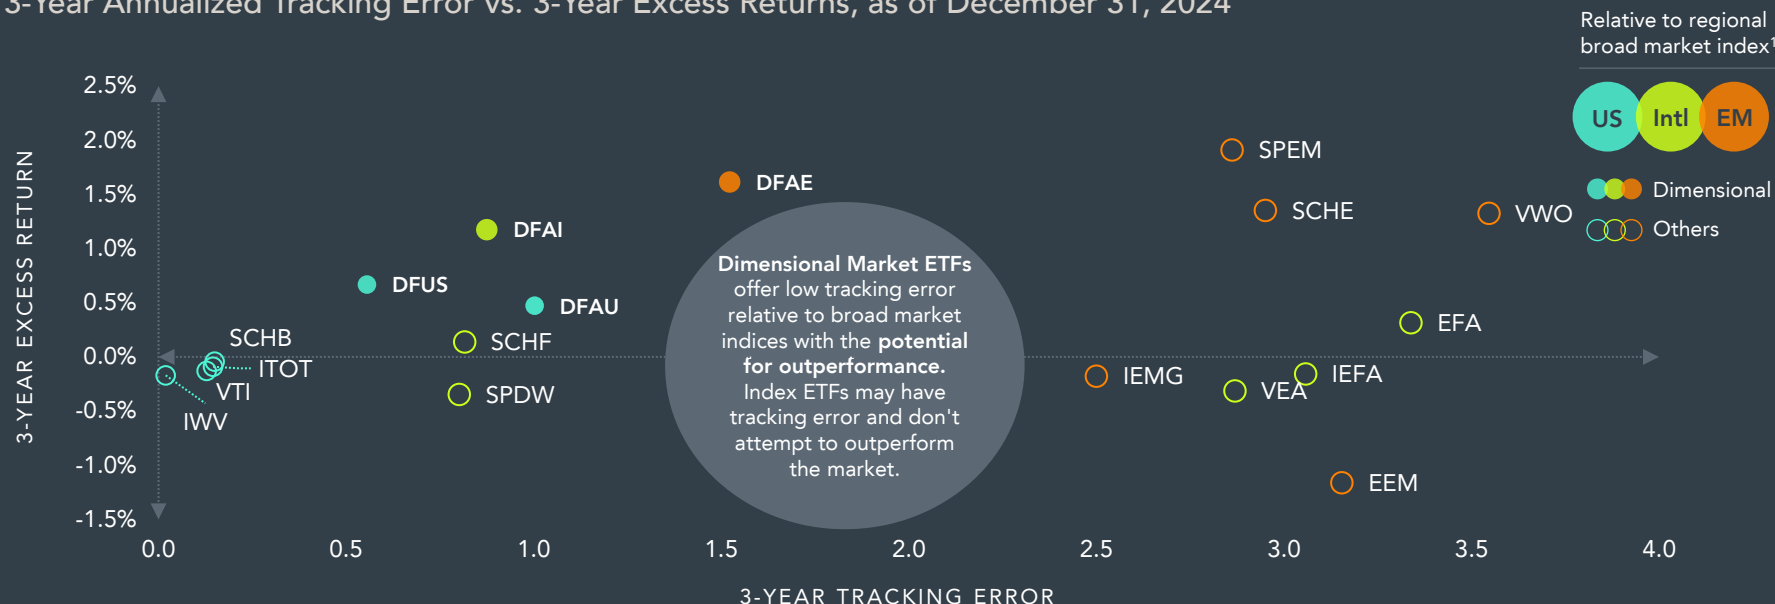 3-Year Annualized Tracking Error vs. 3-Year Excess Returns, as of December 31, 2024
Relative to regional
broad market index¹
US Intl EM
Dimensional
Others
3-YEAR EXCESS RETURN
2.5%
2.0%
1.5%
1.0%
0.5%
0.0%
-0.5%
-1.0%
-1.5%
SPEM
DFAE
SCHE
VWO
DFAI
DFUS
DFAU
SCHB
SCHF
EFA
ITOT
VTI
IWV
SPDW
IEMG
VEA
IEFA
EEM
Dimensional Market ETFs
offer low tracking error
relative to broad market
indices with the potential
for outperformance.
Index ETFs may have
tracking error and don't
attempt to outperform
the market.
0.0 0.5 1.0 1.5 2.0 2.5 3.0 3.5 4.0
3-YEAR TRACKING ERROR